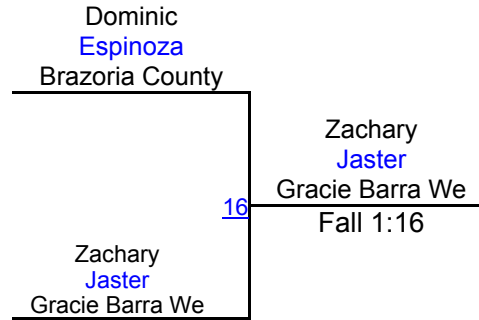 Dominic
Espinoza
Brazoria County
Zachary
Jaster
Gracie Barra We
16
Fall 1:16
Zachary
Jaster
Gracie Barra We